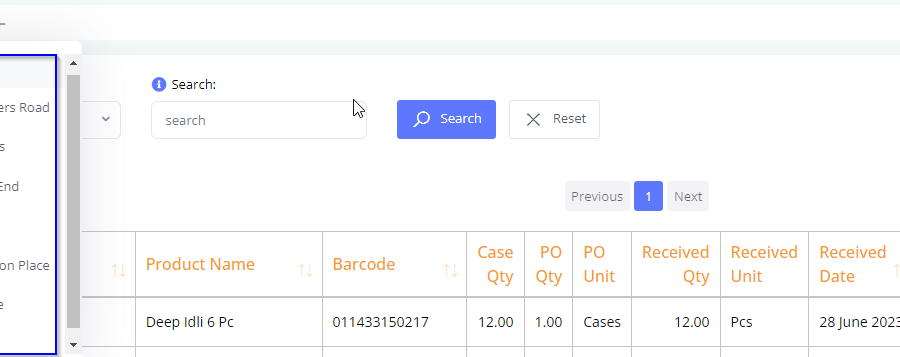 Search:
ers Road
search
Search
Reset
s
End
Previous
1
Next
on Place
Product Name
Barcode
Case Qty
PO Qty
PO Unit
Received Qty
Received Unit
Received Date
e
Deep Idli 6 Pc
011433150217
12.00
1.00
Cases
12.00
Pcs
28 June 2023